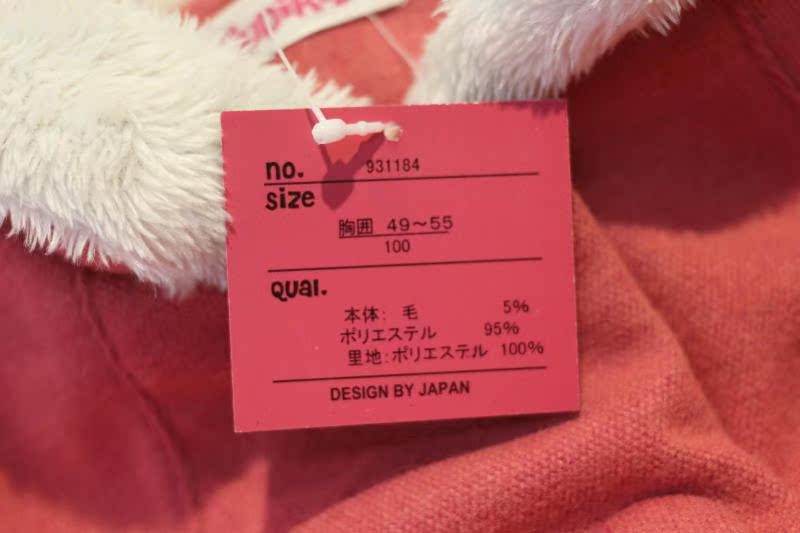 no. 931184
size
胸囲 49～55
100
QUAL.
本体: 毛 5%
ポリエステル 95%
里地:ポリエステル 100%
DESIGN BY JAPAN